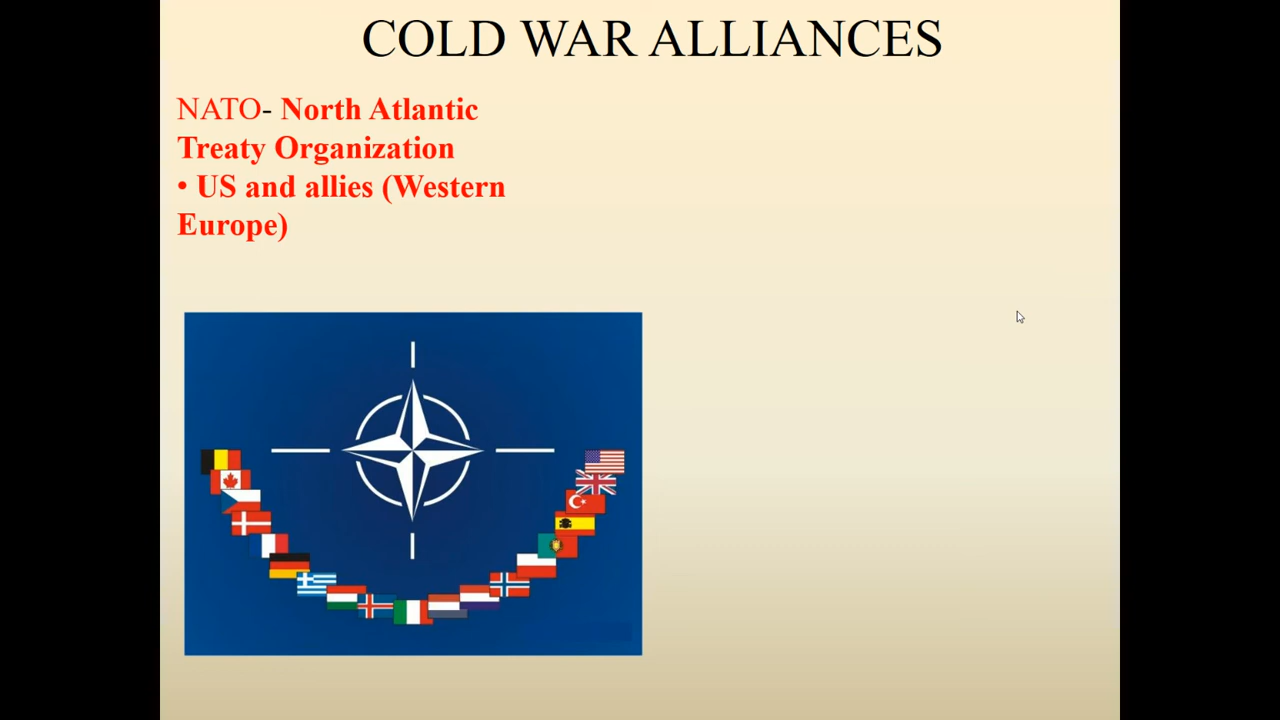 COLD WAR ALLIANCES
NATO- North Atlantic
Treaty Organization
• US and allies (Western
Europe)